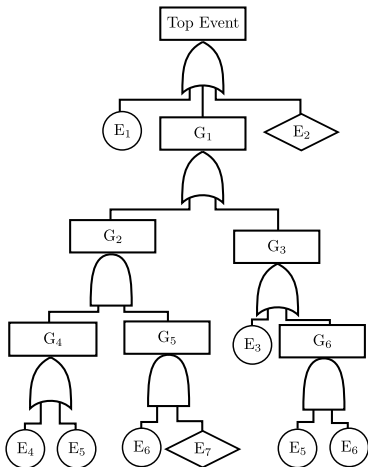 Top Event
E₁
G₁
E₂
G₂
G₃
G₄
G₅
E₃
G₆
E₄
E₅
E₆
E₇
E₅
E₆